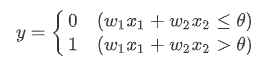 y = { 0 (w₁x₁ + w₂x₂ ≤ θ)
1 (w₁x₁ + w₂x₂ > θ)